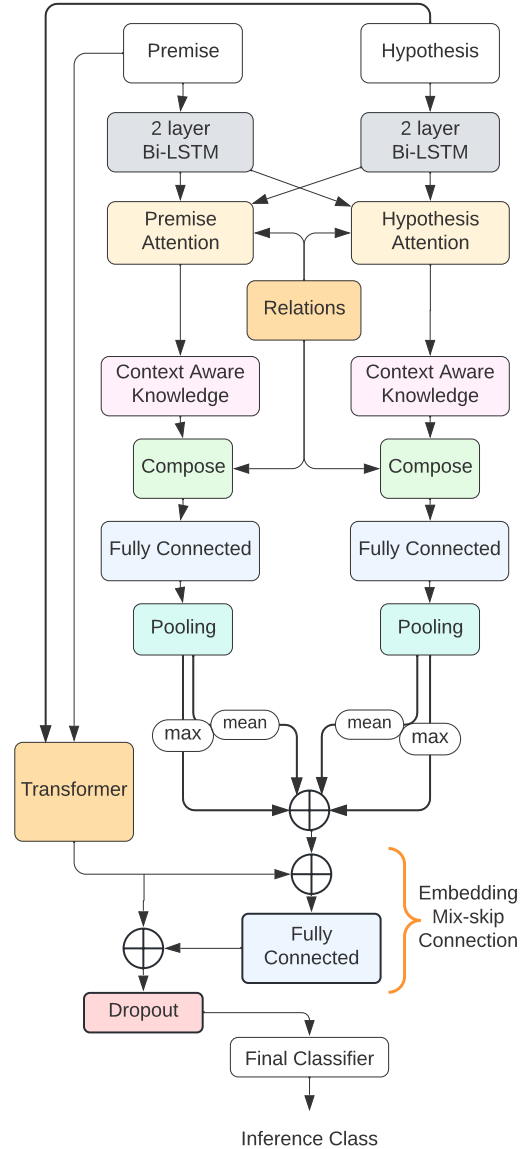 Premise
Hypothesis
2 layer
Bi-LSTM
2 layer
Bi-LSTM
Premise
Attention
Hypothesis
Attention
Relations
Context Aware
Knowledge
Context Aware
Knowledge
Compose
Compose
Fully Connected
Fully Connected
Pooling
Pooling
max
mean
mean
max
Transformer
Embedding
Mix-skip
Connection
Fully
Connected
Dropout
Final Classifier
Inference Class